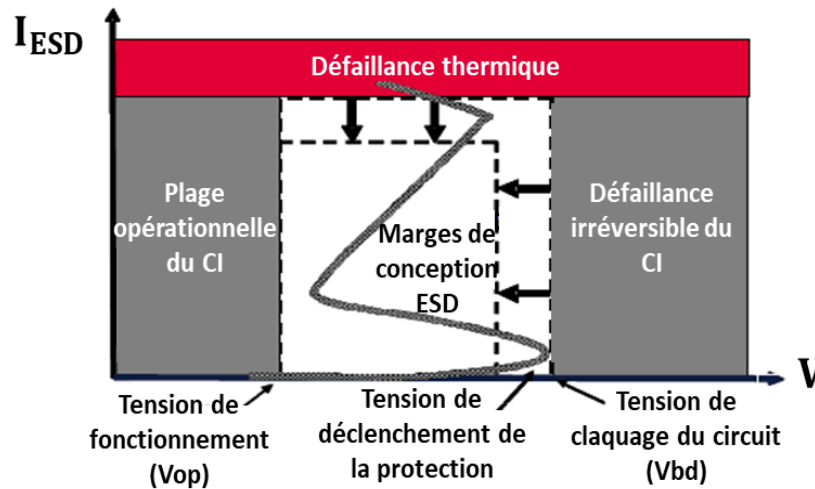 I_ESD
Défaillance thermique
Plage
opérationnelle
du CI
Marges de
conception
ESD
Défaillance
irréversible du
CI
V
Tension de
fonctionnement
(Vop)
Tension de
déclenchement de
la protection
Tension de
claquage du circuit
(Vbd)